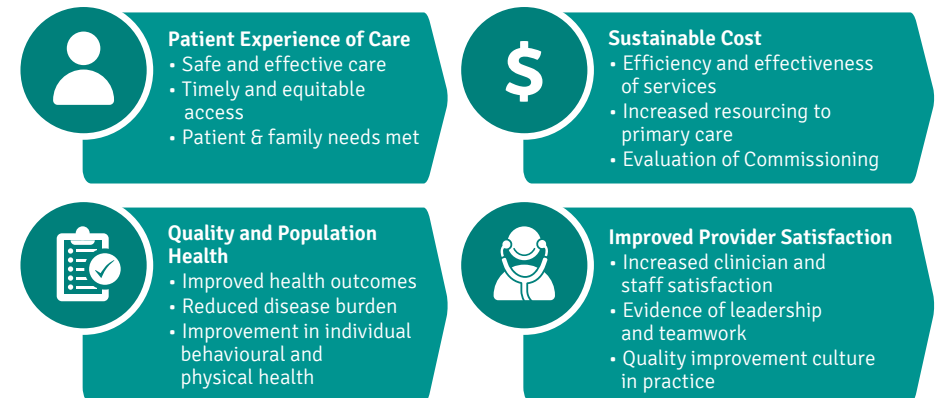 Patient Experience of Care
• Safe and effective care
• Timely and equitable
access
• Patient & family needs met
Sustainable Cost
• Efficiency and effectiveness
of services
• Increased resourcing to
primary care
• Evaluation of Commissioning
Quality and Population
Health
• Improved health outcomes
• Reduced disease burden
• Improvement in individual
behavioural and
physical health
Improved Provider Satisfaction
• Increased clinician and
staff satisfaction
• Evidence of leadership
and teamwork
• Quality improvement culture
in practice